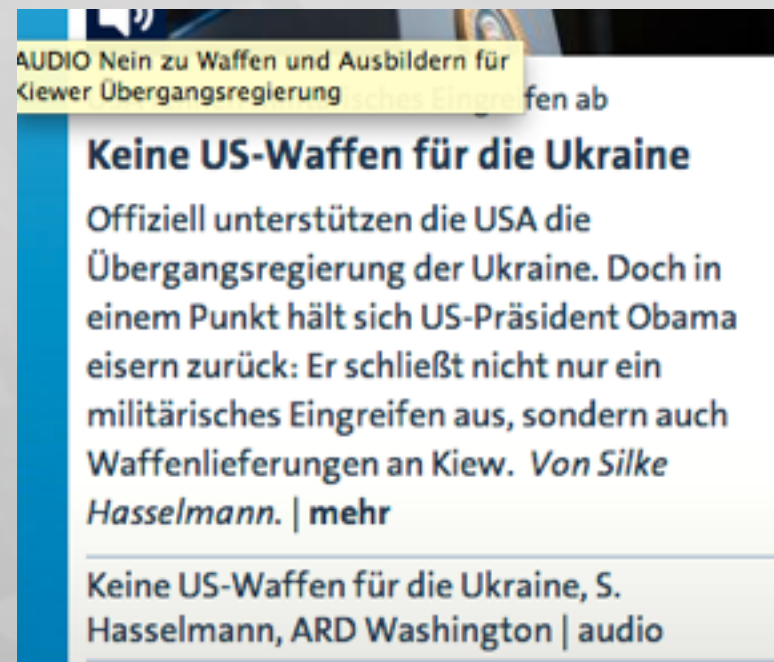 AUDIO Nein zu Waffen und Ausbildern für
Kiewer Übergangsregierung
isches Eingreifen ab
Keine US-Waffen für die Ukraine
Offiziell unterstützen die USA die
Übergangsregierung der Ukraine. Doch in
einem Punkt hält sich US-Präsident Obama
eisern zurück: Er schließt nicht nur ein
militärisches Eingreifen aus, sondern auch
Waffenlieferungen an Kiew. Von Silke
Hasselmann. | mehr
Keine US-Waffen für die Ukraine, S.
Hasselmann, ARD Washington | audio